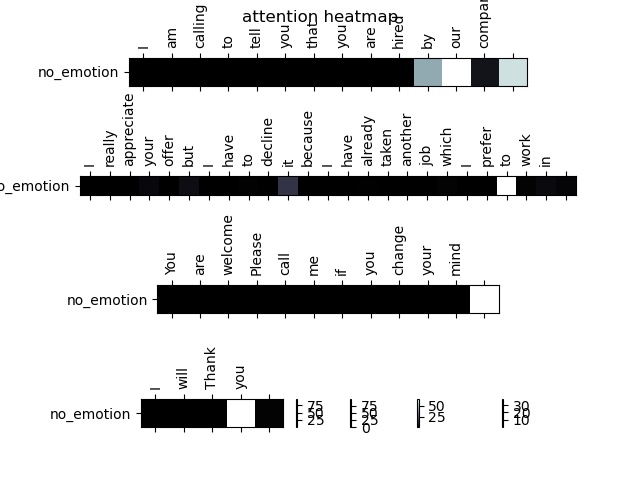 attention heatmap
I am calling to tell you that you are hired by our compan
no_emotion
I really appreciate your offer but I have to decline it because I have already taken another job which I prefer to work in
o_emotion
You are welcome Please call me if you change your mind
no_emotion
I will Thank you
no_emotion
75 50 25
75 50 25 0
50 25
30 20 10